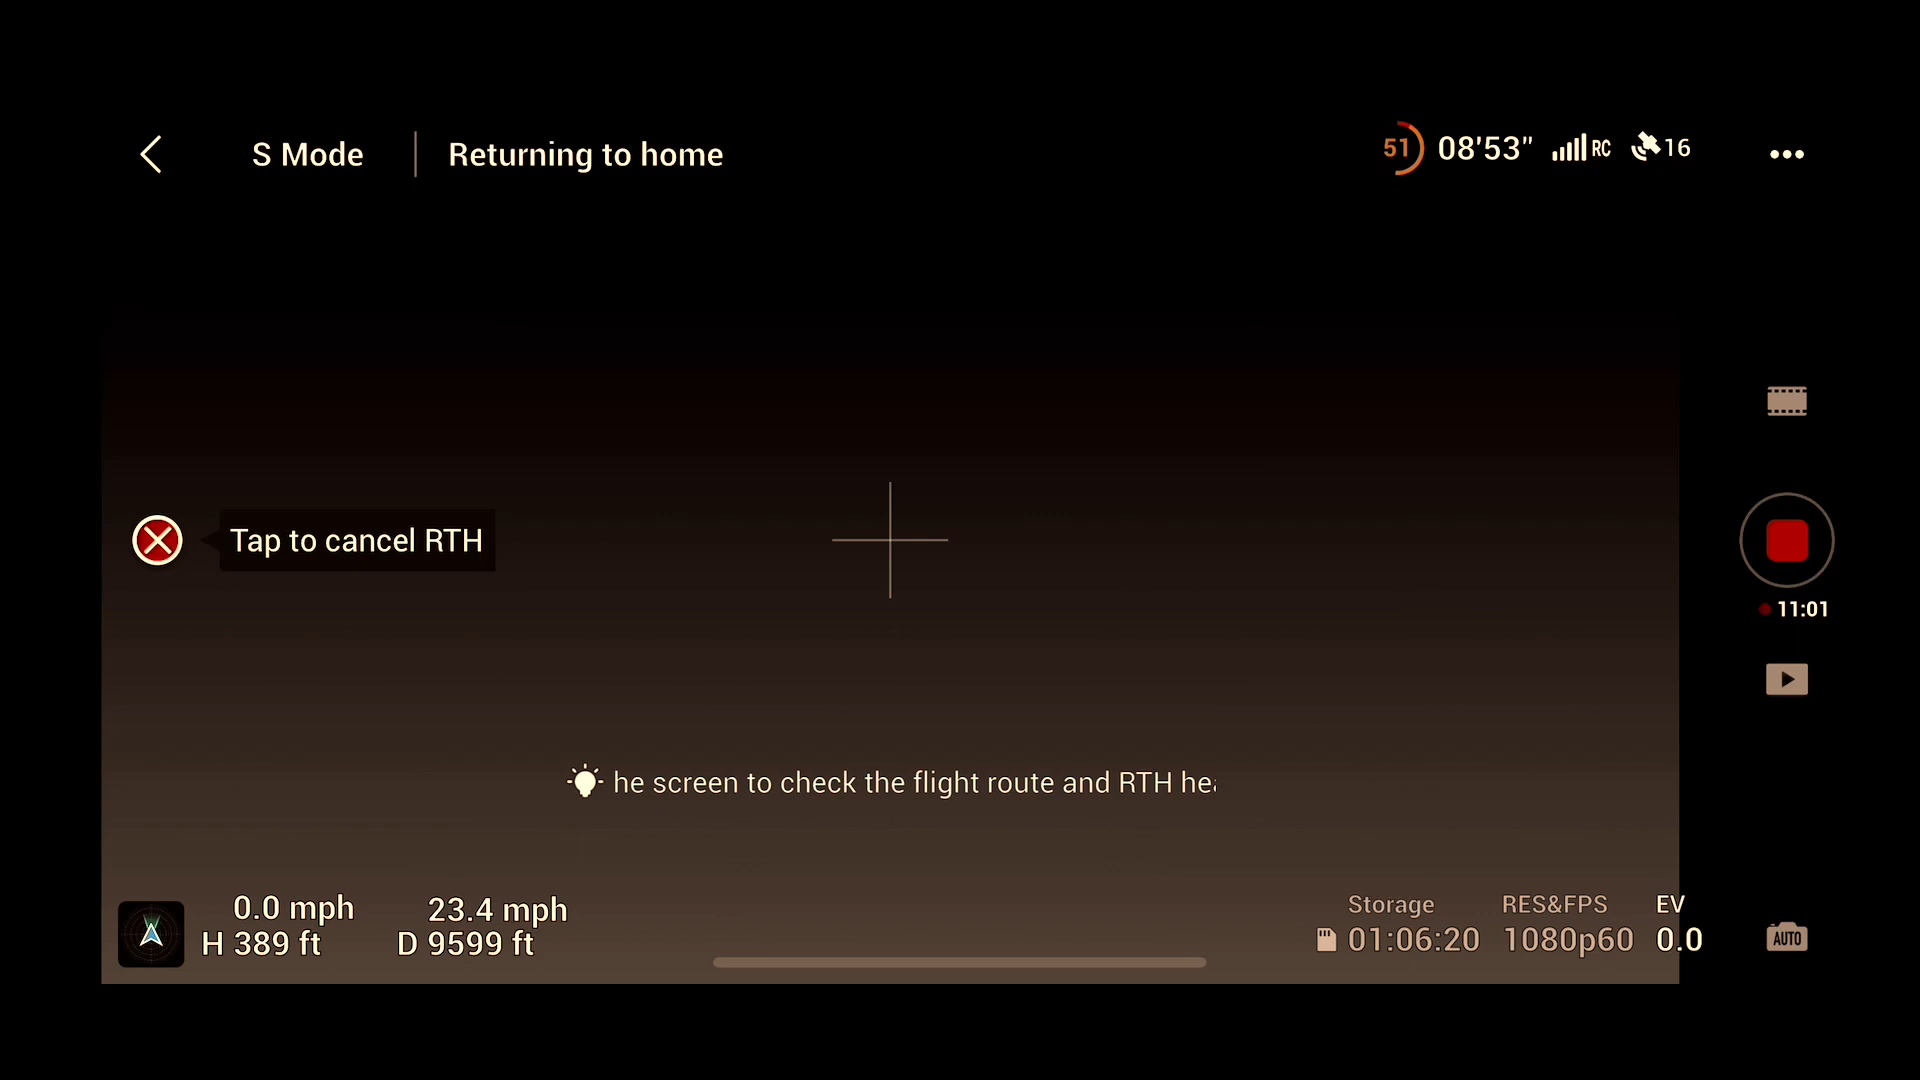 S Mode
Returning to home
51
08'53"
RC
16
Tap to cancel RTH
11:01
he screen to check the flight route and RTH
0.0 mph
23.4 mph
H 389 ft
D 9599 ft
Storage
RES&FPS
EV
01:06:20
1080p60
0.0
AUTO